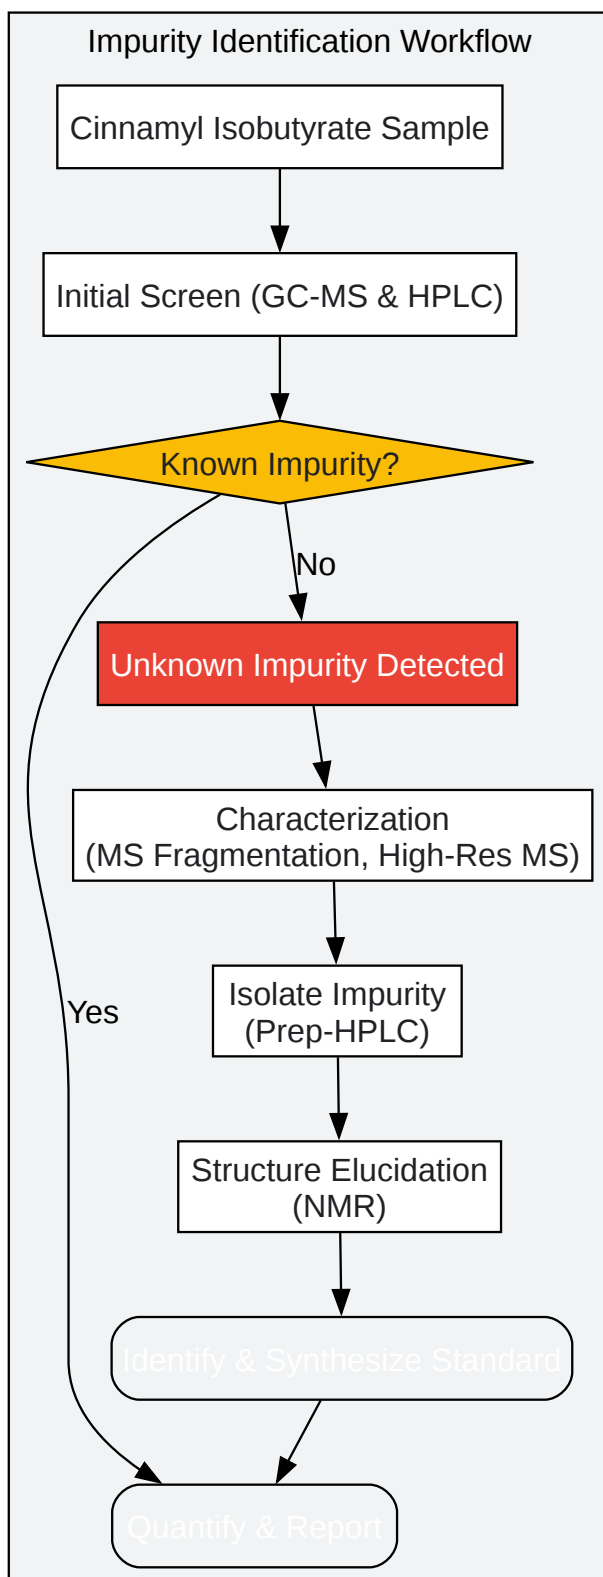 Impurity Identification Workflow
Cinnamyl Isobutyrate Sample
Initial Screen (GC-MS & HPLC)
Known Impurity?
No
Unknown Impurity Detected
Characterization
(MS Fragmentation, High-Res MS)
Isolate Impurity
(Prep-HPLC)
Yes
Structure Elucidation
(NMR)
Identify & Synthesize Standard
Quantify & Report